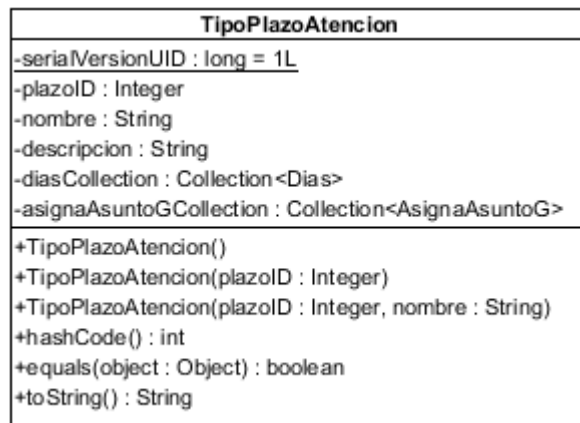 TipoPlazoAtencion
-serialVersionUID : long = 1L
-plazoID : Integer
-nombre : String
-descripcion : String
-diasCollection : Collection<Dias>
-asignaAsuntoGCollection : Collection<AsignaAsuntoG>
+TipoPlazoAtencion()
+TipoPlazoAtencion(plazoID : Integer)
+TipoPlazoAtencion(plazoID : Integer, nombre : String)
+hashCode() : int
+equals(object : Object) : boolean
+toString() : String